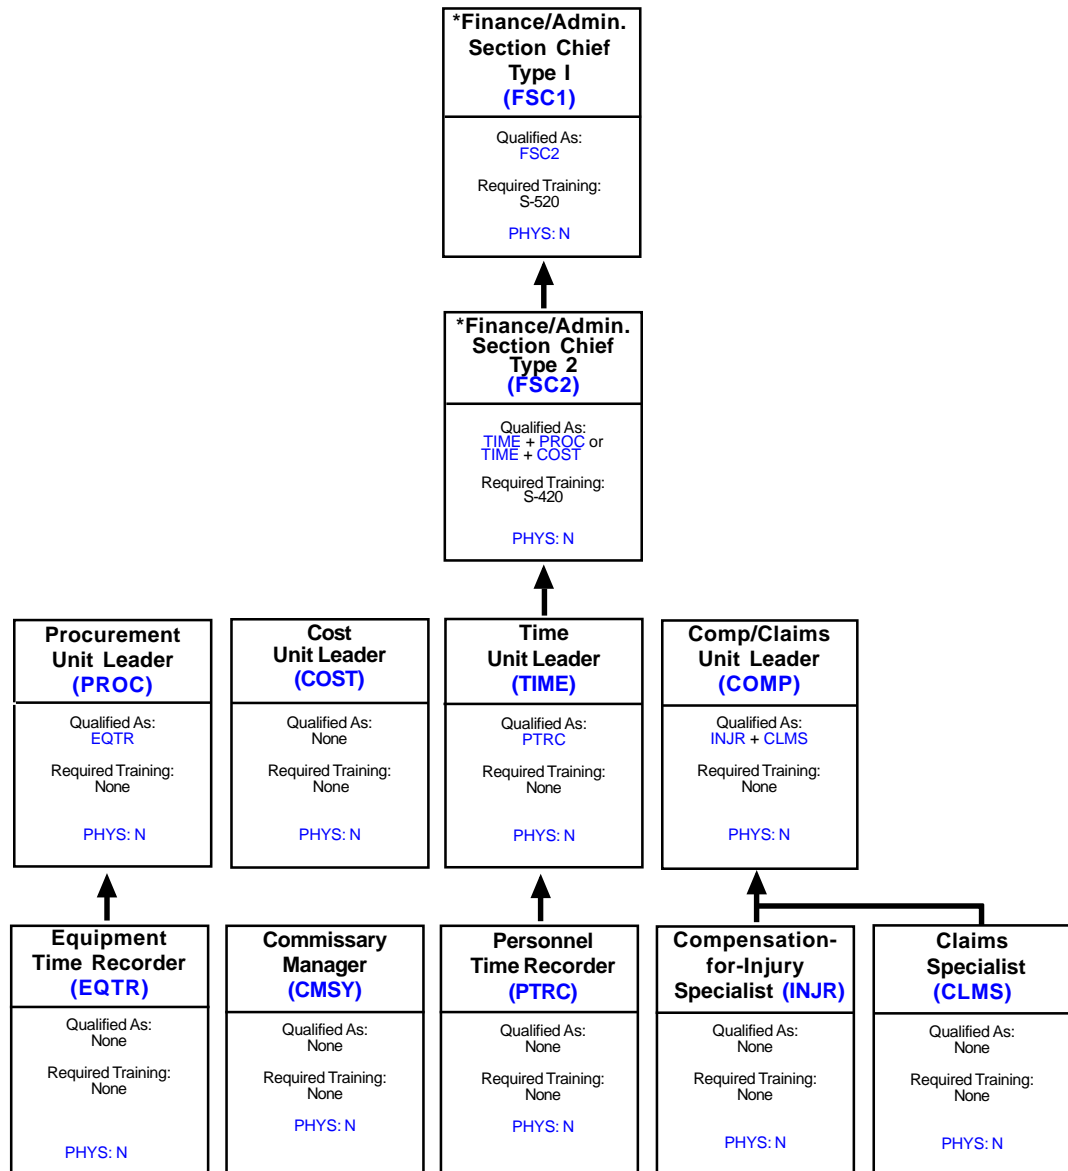 *Finance/Admin.
Section Chief
Type I
(FSC1)
Qualified As:
FSC2
Required Training:
S-520
PHYS: N
*Finance/Admin.
Section Chief
Type 2
(FSC2)
Qualified As:
TIME + PROC or
TIME + COST
Required Training:
S-420
PHYS: N
Procurement
Unit Leader
(PROC)
Qualified As:
EQTR
Required Training:
None
PHYS: N
Cost
Unit Leader
(COST)
Qualified As:
None
Required Training:
None
PHYS: N
Time
Unit Leader
(TIME)
Qualified As:
PTRC
Required Training:
None
PHYS: N
Comp/Claims
Unit Leader
(COMP)
Qualified As:
INJR + CLMS
Required Training:
None
PHYS: N
Equipment
Time Recorder
(EQTR)
Qualified As:
None
Required Training:
None
PHYS: N
Commissary
Manager
(CMSY)
Qualified As:
None
Required Training:
None
PHYS: N
Personnel
Time Recorder
(PTRC)
Qualified As:
None
Required Training:
None
PHYS: N
Compensation-
for-Injury
Specialist (INJR)
Qualified As:
None
Required Training:
None
PHYS: N
Claims
Specialist
(CLMS)
Qualified As:
None
Required Training:
None
PHYS: N